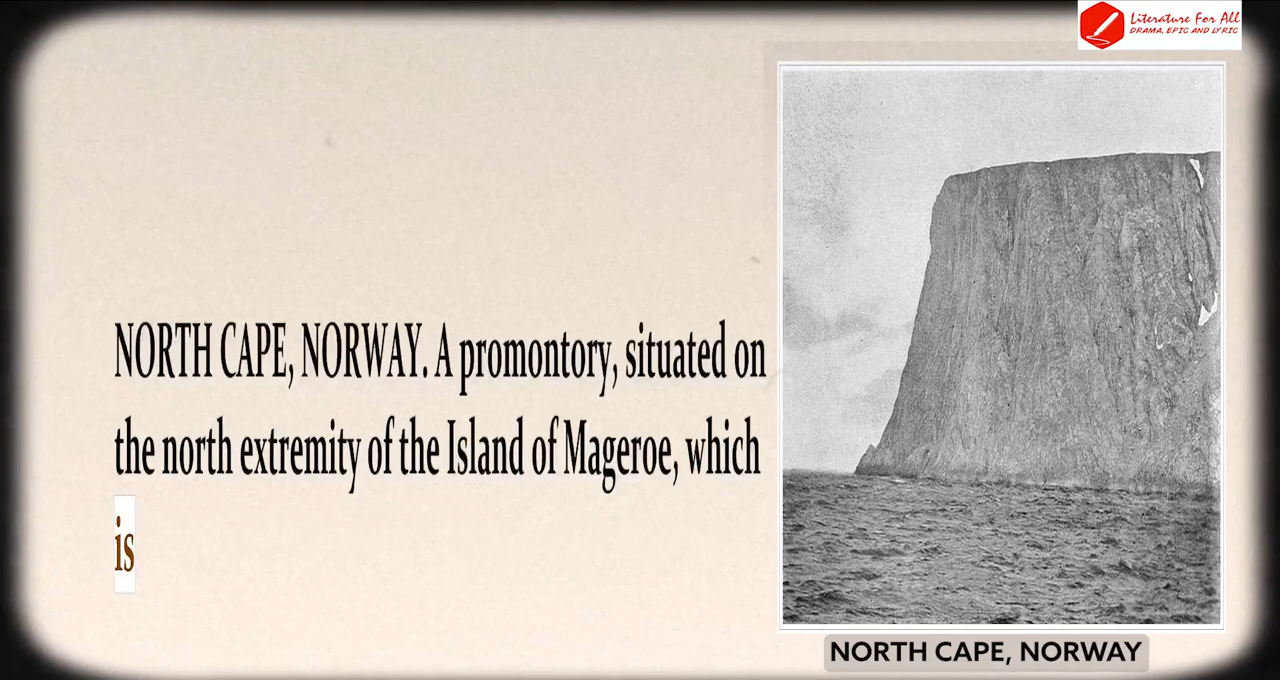 Literature For All
DRAMA, EPIC AND LYRIC
NORTH CAPE, NORWAY. A promontory, situated on
the north extremity of the Island of Mageroe, which
is
NORTH CAPE, NORWAY